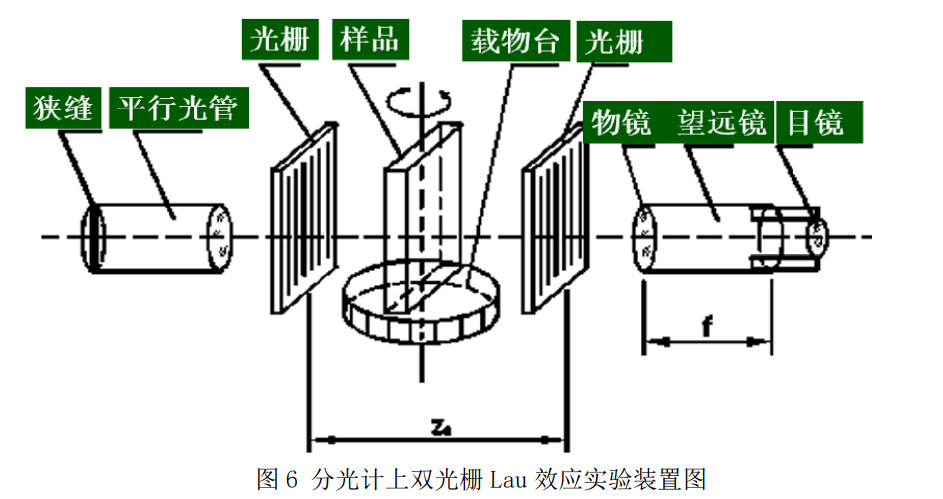 光栅 样品 载物台 光栅
狭缝 平行光管 物镜 望远镜 目镜
f
Z₀
图 6 分光计上双光栅 Lau 效应实验装置图